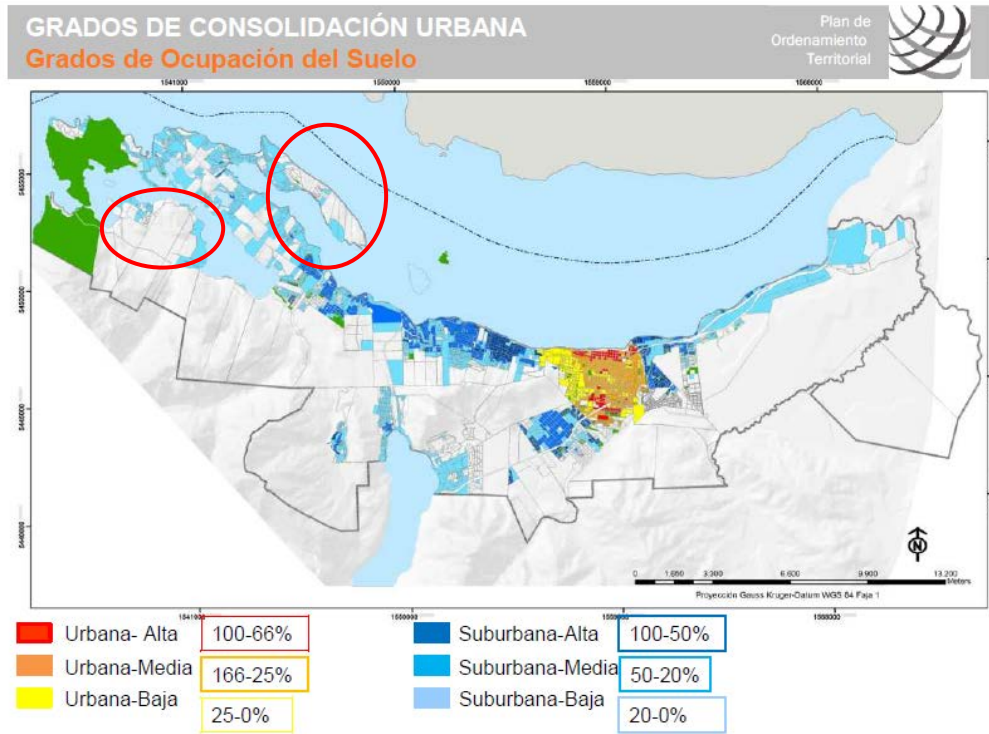 GRADOS DE CONSOLIDACIÓN URBANA
Grados de Ocupación del Suelo
Plan de
Ordenamiento
Territorial
1541000
1550000
N
0 1.650 3.300 6.600 9.900 13.200
Meters
Proyección Gauss Kruger-Datum WGS 84 Faja 1
1541000
Urbana- Alta 100-66%
Urbana-Media 166-25%
Urbana-Baja 25-0%
Suburbana-Alta 100-50%
Suburbana-Media 50-20%
Suburbana-Baja 20-0%